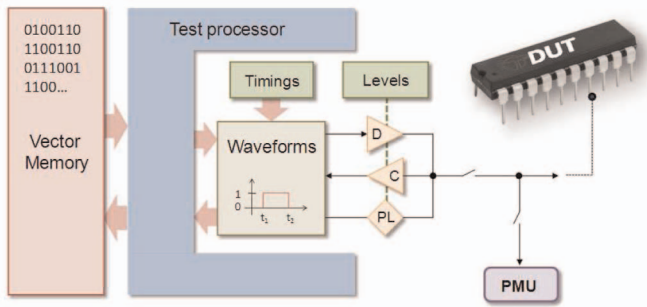 0100110
1100110
0111001
1100...
Vector
Memory
Test processor
Timings
Levels
Waveforms
1
0
t₁
t₂
D
C
PL
DUT
PMU